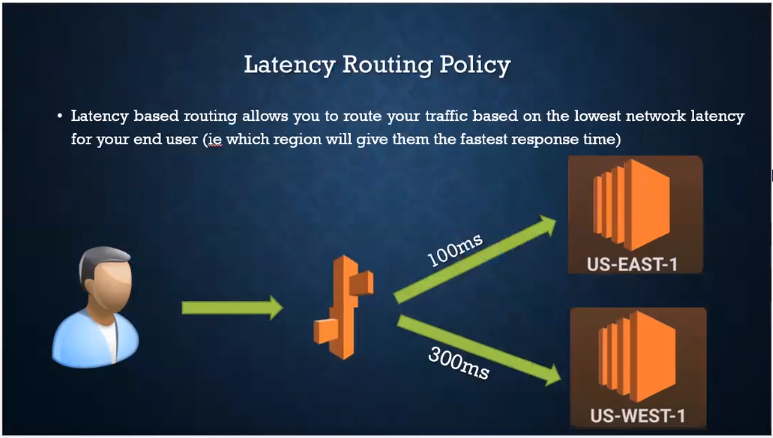 Latency Routing Policy
• Latency based routing allows you to route your traffic based on the lowest network latency
for your end user (ie which region will give them the fastest response time)
100ms
US-EAST-1
300ms
US-WEST-1